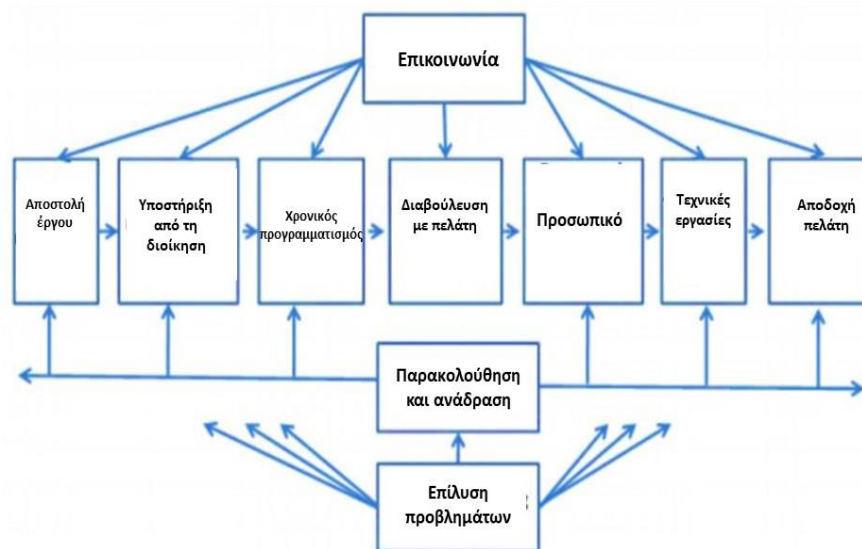 Επικοινωνία
Αποστολή
έργου
Υποστήριξη
από τη
διοίκηση
Χρονικός
προγραμματισμός
Διαβούλευση
με πελάτη
Προσωπικό
Τεχνικές
εργασίες
Αποδοχή
πελάτη
Παρακολούθηση
και ανάδραση
Επίλυση
προβλημάτων